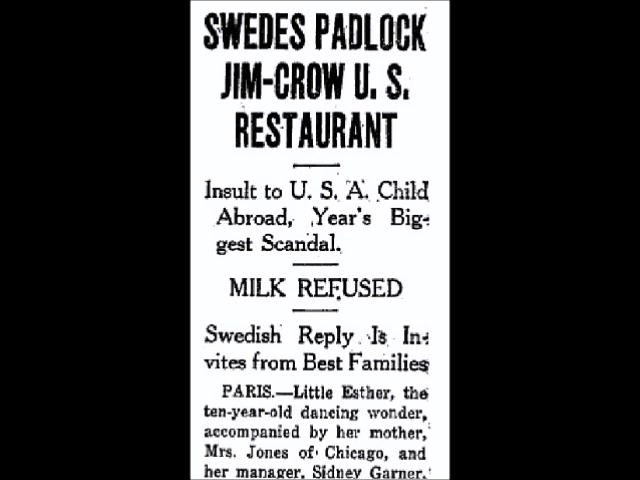 SWEDES PADLOCK
JIM-CROW U. S.
RESTAURANT
Insult to U. S. A. Child
Abroad, Year's Big-
gest Scandal.
MILK REFUSED
Swedish Reply Is In-
vites from Best Families
PARIS.—Little Esther, the
ten-year-old dancing wonder,
accompanied by her mother,
Mrs. Jones of Chicago, and
her manager, Sidney Garner,